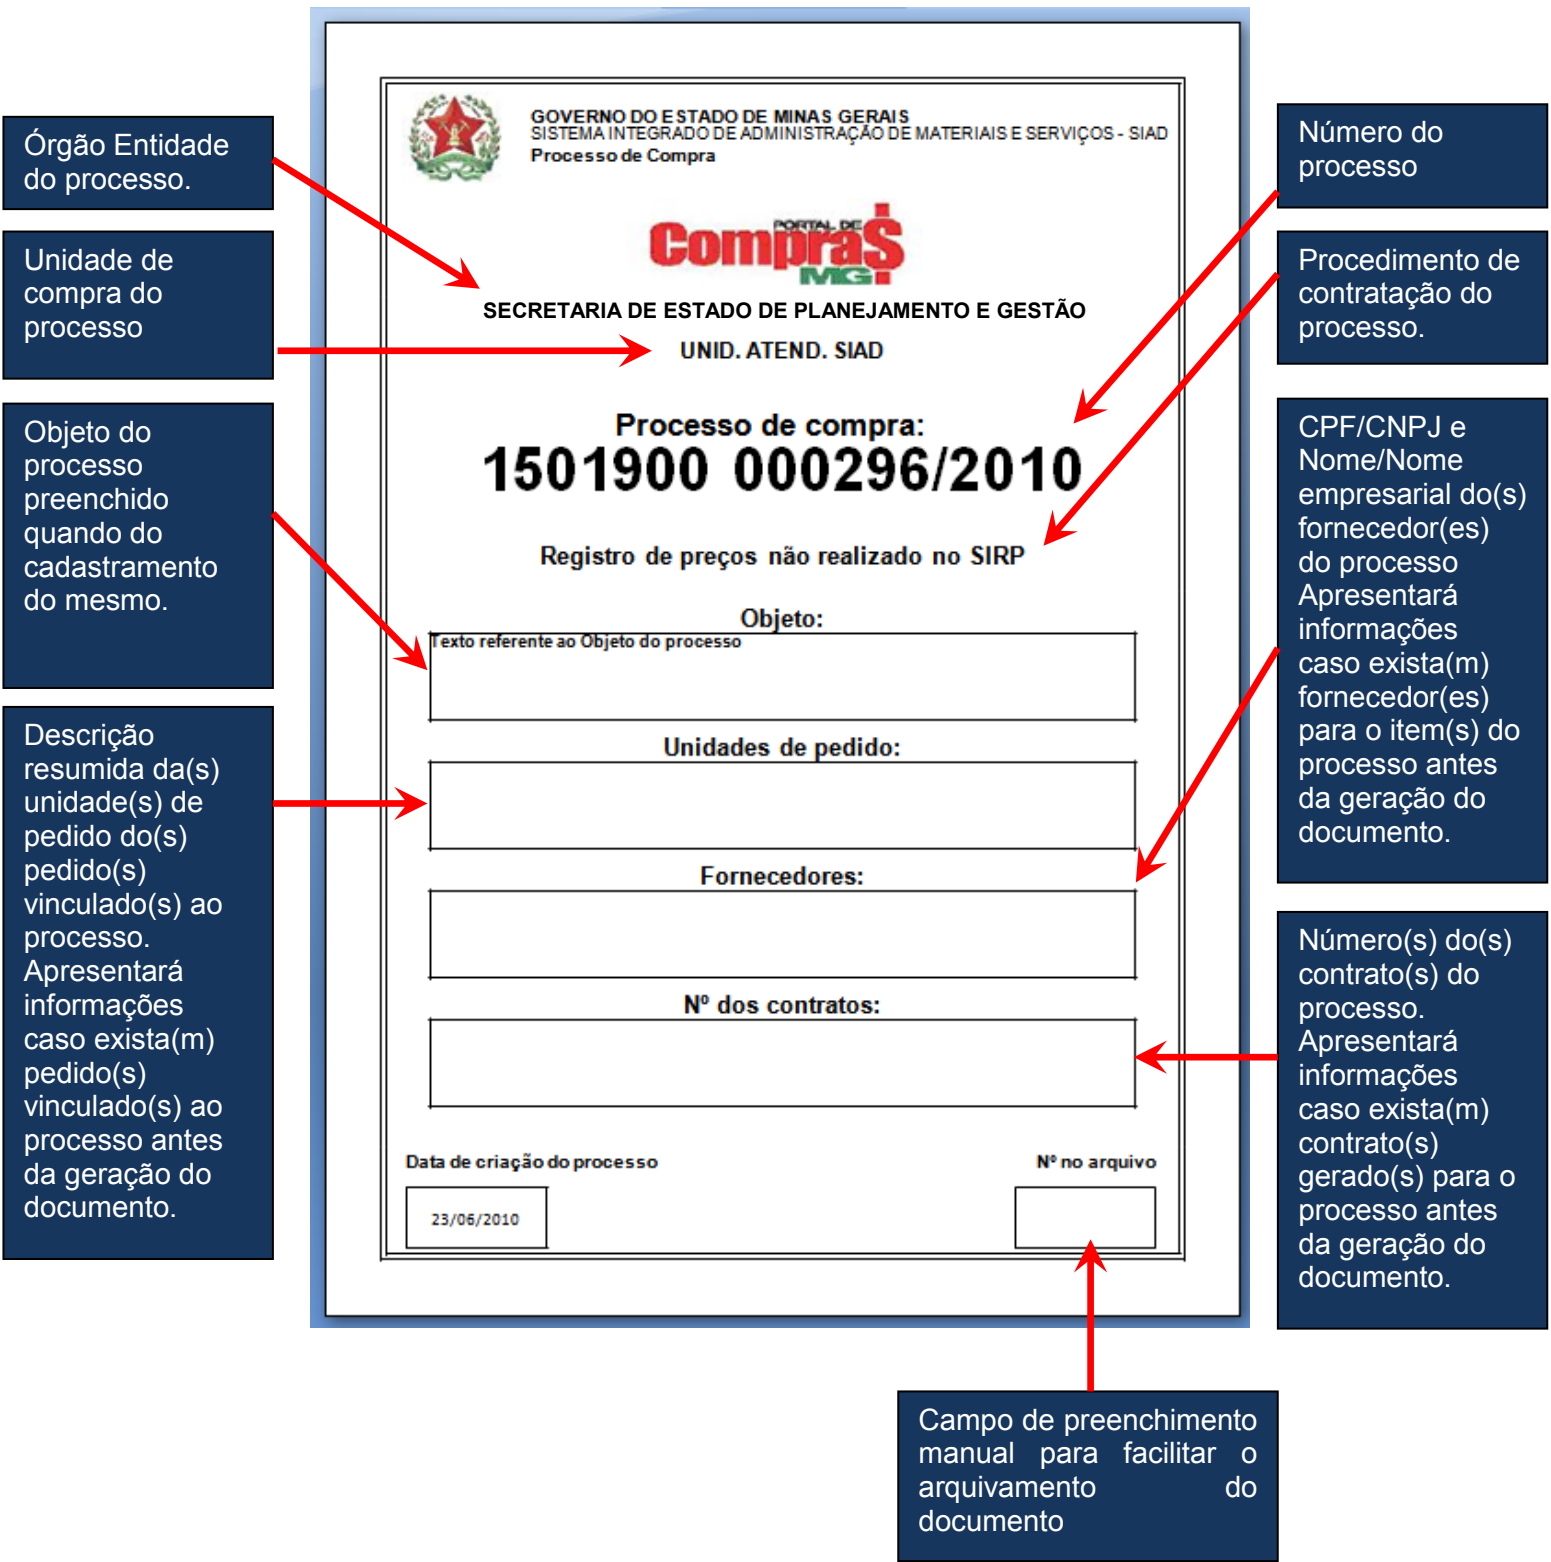 Órgão Entidade
do processo.
Unidade de
compra do
processo
Objeto do
processo
preenchido
quando do
cadastramento
do mesmo.
Descrição
resumida da(s)
unidade(s) de
pedido do(s)
pedido(s)
vinculado(s) ao
processo.
Apresentará
informações
caso exista(m)
pedido(s)
vinculado(s) ao
processo antes
da geração do
documento.
GOVERNO DO ESTADO DE MINAS GERAIS
SISTEMA INTEGRADO DE ADMINISTRAÇÃO DE MATERIAIS E SERVIÇOS - SIAD
Processo de Compra
PORTAL DE
Compra$
MG
SECRETARIA DE ESTADO DE PLANEJAMENTO E GESTÃO
UNID. ATEND. SIAD
Processo de compra:
1501900 000296/2010
Registro de preços não realizado no SIRP
Objeto:
Texto referente ao Objeto do processo
Unidades de pedido:
Fornecedores:
Nº dos contratos:
Data de criação do processo
Nº no arquivo
23/06/2010
Número do
processo
Procedimento de
contratação do
processo.
CPF/CNPJ e
Nome/Nome
empresarial do(s)
fornecedor(es)
do processo
Apresentará
informações
caso exista(m)
fornecedor(es)
para o item(s) do
processo antes
da geração do
documento.
Número(s) do(s)
contrato(s) do
processo.
Apresentará
informações
caso exista(m)
contrato(s)
gerado(s) para o
processo antes
da geração do
documento.
Campo de preenchimento
manual para facilitar o
arquivamento do
documento